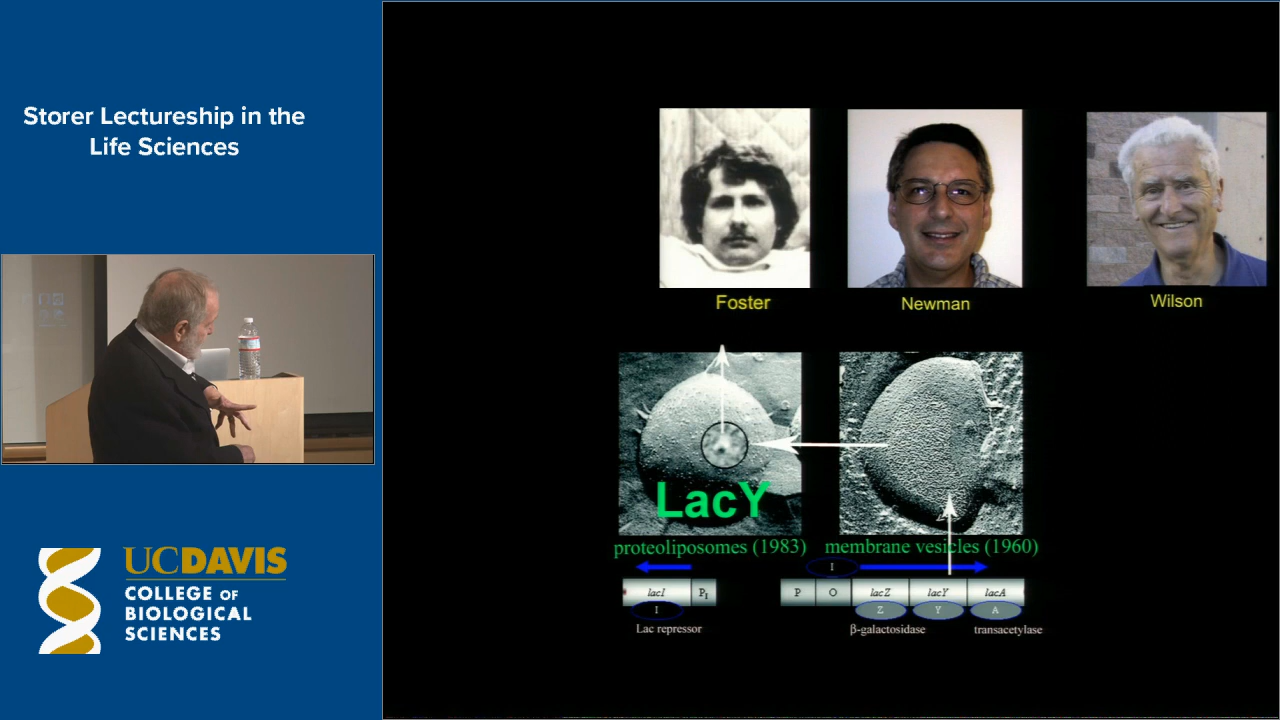 Storer Lectureship in the
Life Sciences
UCDAVIS
COLLEGE OF
BIOLOGICAL
SCIENCES
Foster
Newman
Wilson
LacY
proteoliposomes (1983)
membrane vesicles (1960)
I
lacI
PI
P
O
lacZ
lacY
lacA
I
Z
Y
A
Lac repressor
β-galactosidase
transacetylase